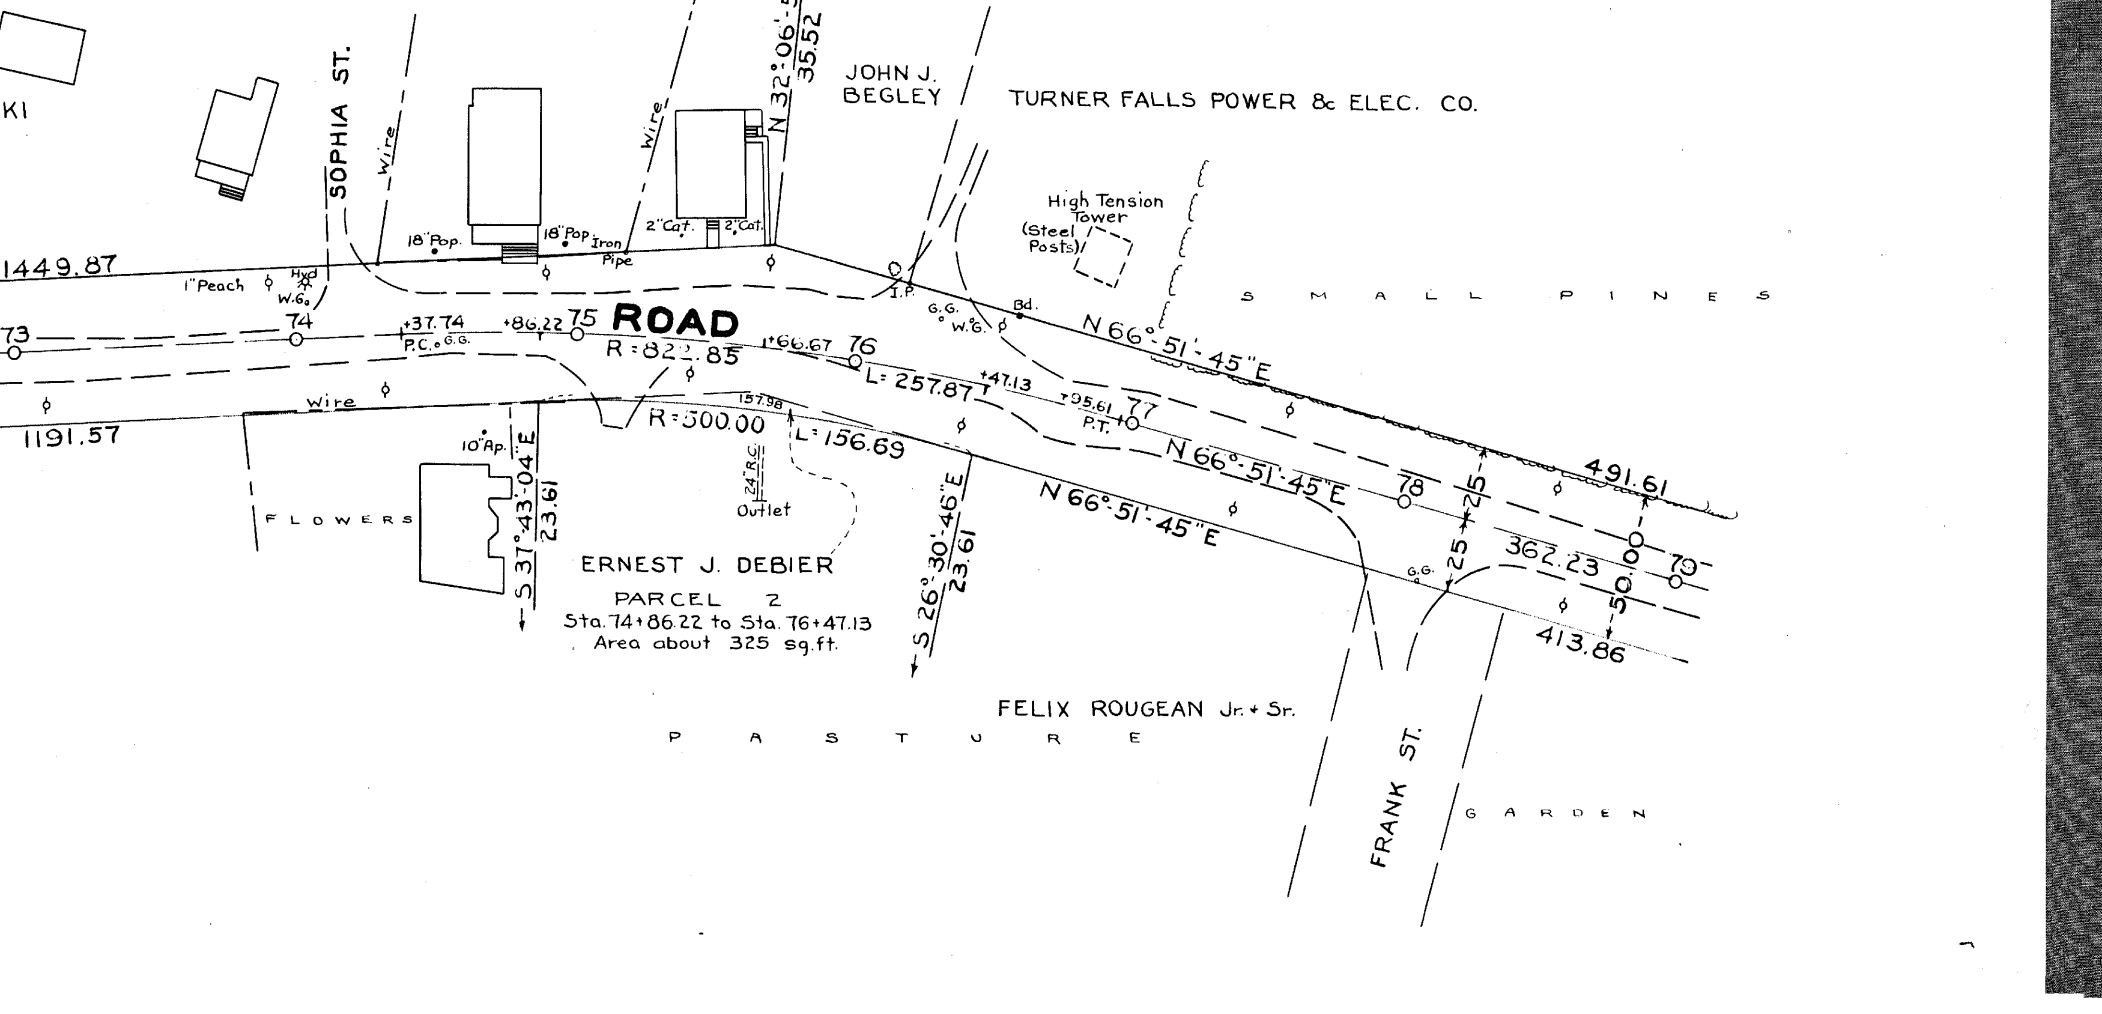 KI
SOPHIA ST.
Wire
Wire
N 32°-06'-5
35.52
JOHN J.
BEGLEY
TURNER FALLS POWER & ELEC. CO.
High Tension
Tower
(Steel
Posts)
S M A L L P I N E S
18" Pop.
18" Pop.
Iron
Pipe
2" Cat.
2" Cat.
1449.87
1" Peach
Hyd
W.G.
I.P.
G.G.
W.G.
Bd.
N 66°-51'-45" E
73
74
+37.74
P.C.
G.G.
+86.22
75
ROAD
R = 822.85
+66.67
76
L = 257.87
+47.13
+95.61
P.T.
77
N 66°-51'-45" E
78
25
25
491.61
362.23
50.00
79
413.86
1191.57
Wire
157.98
R = 500.00
L = 156.69
N 66°-51'-45" E
G.G.
10" Ap.
S 37°-43'-04" E
23.61
24" R.C.
Outlet
S 26°-30'-46" E
23.61
FLOWERS
ERNEST J. DEBIER
PARCEL 2
Sta. 74+86.22 to Sta. 76+47.13
Area about 325 sq.ft.
FELIX ROUGEAN Jr. + Sr.
P A S T U R E
FRANK ST.
G A R D E N